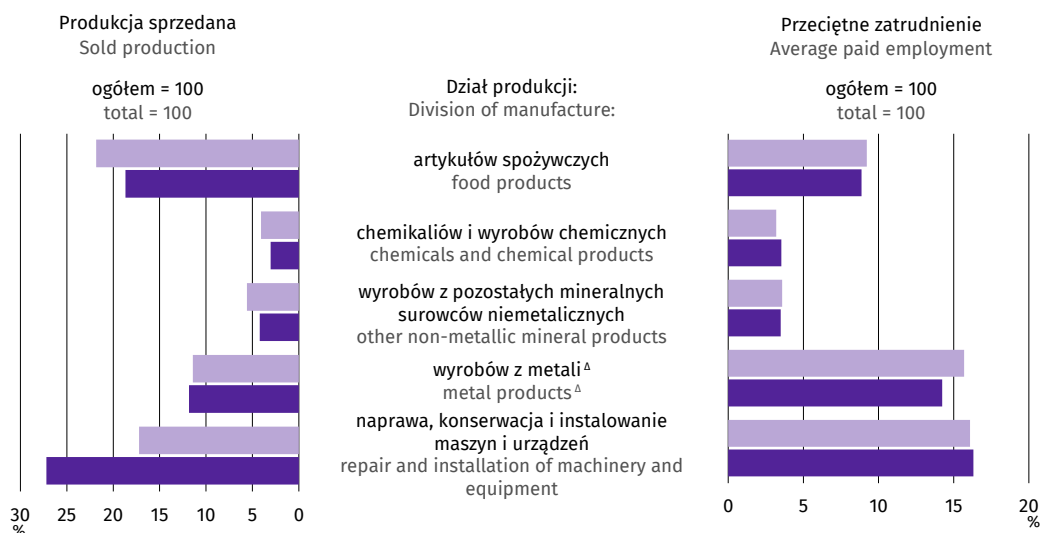 Produkcja sprzedana
Sold production
ogółem = 100
total = 100
30 25 20 15 10 5 0
%
Dział produkcji:
Division of manufacture:
artykułów spożywczych
food products
chemikaliów i wyrobów chemicznych
chemicals and chemical products
wyrobów z pozostałych mineralnych
surowców niemetalicznych
other non-metallic mineral products
wyrobów z metali Δ
metal products Δ
naprawa, konserwacja i instalowanie
maszyn i urządzeń
repair and installation of machinery and
equipment
Przeciętne zatrudnienie
Average paid employment
ogółem = 100
total = 100
0 5 10 15 20
%